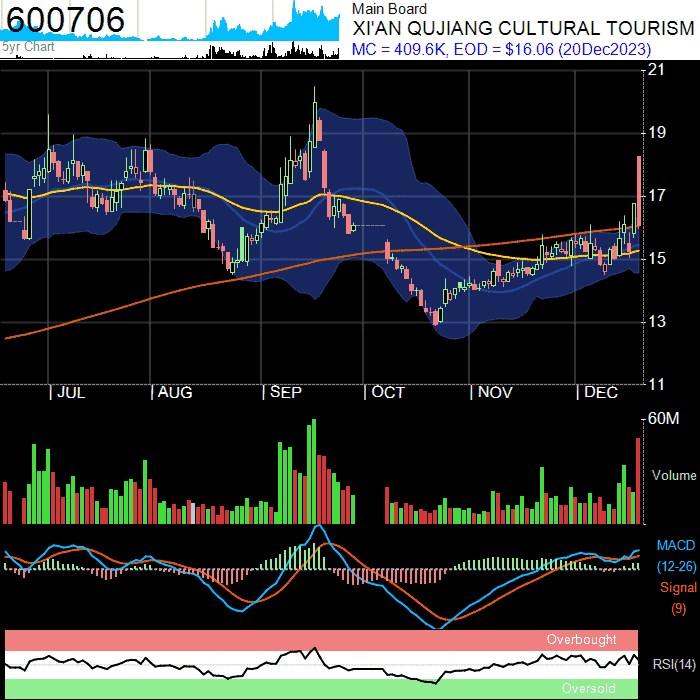 600706
5yr Chart
Main Board
XI'AN QUJIANG CULTURAL TOURISM
MC = 409.6K, EOD = $16.06 (20Dec2023)
21
19
17
15
13
11
| JUL | AUG | SEP | OCT | NOV | DEC
60M
Volume
MACD
(12-26)
Signal
(9)
Overbought
RSI(14)
Oversold